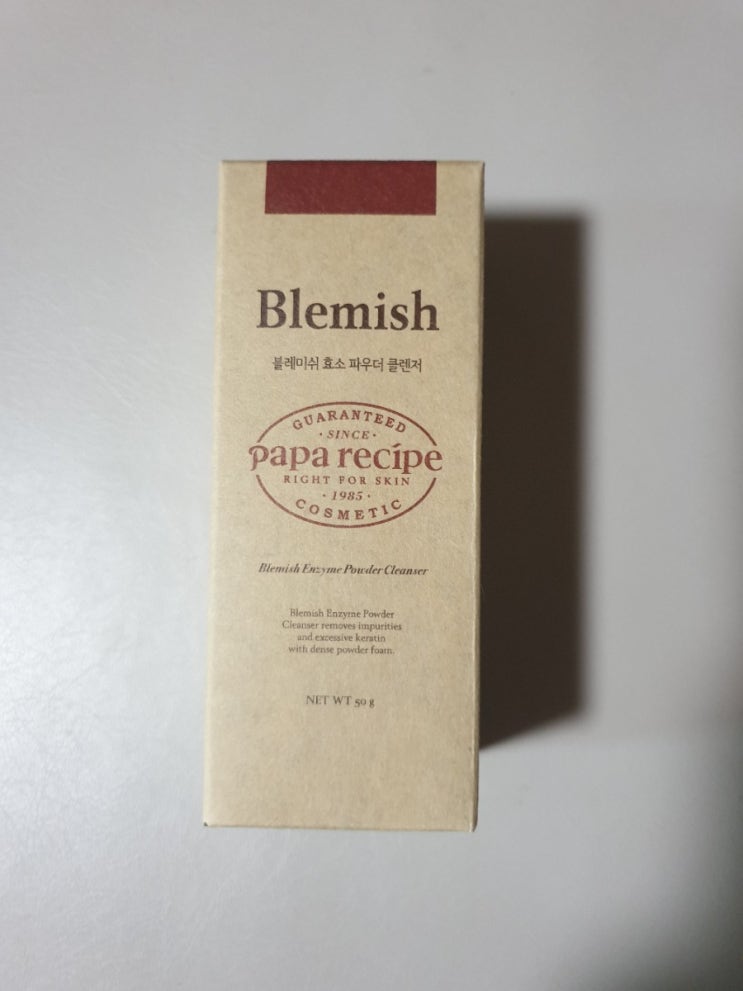 Blemish
블레미쉬 효소 파우더 클렌저
GUARANTEED
· SINCE ·
papa recipe
RIGHT FOR SKIN
· 1985 ·
COSMETIC
Blemish Enzyme Powder Cleanser
Blemish Enzyme Powder
Cleanser removes impurities
and excessive keratin
with dense powder foam.
NET WT 50 g